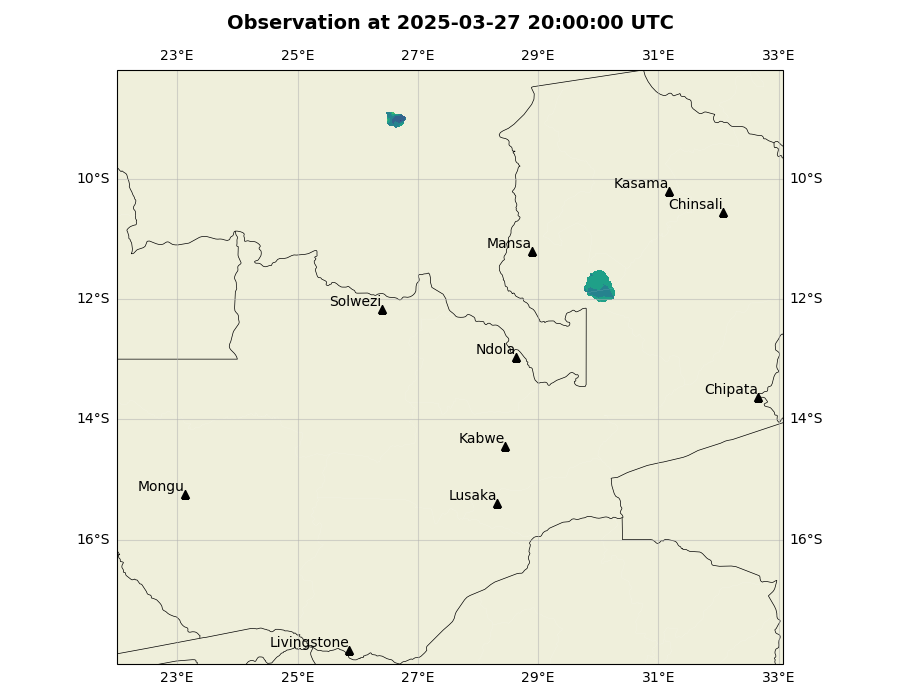 Observation at 2025-03-27 20:00:00 UTC
23°E 25°E 27°E 29°E 31°E 33°E
10°S 10°S
Kasama
Chinsali
Mansa
12°S 12°S
Solwezi
Ndola
Chipata
14°S 14°S
Kabwe
Mongu
Lusaka
16°S 16°S
Livingstone
23°E 25°E 27°E 29°E 31°E 33°E